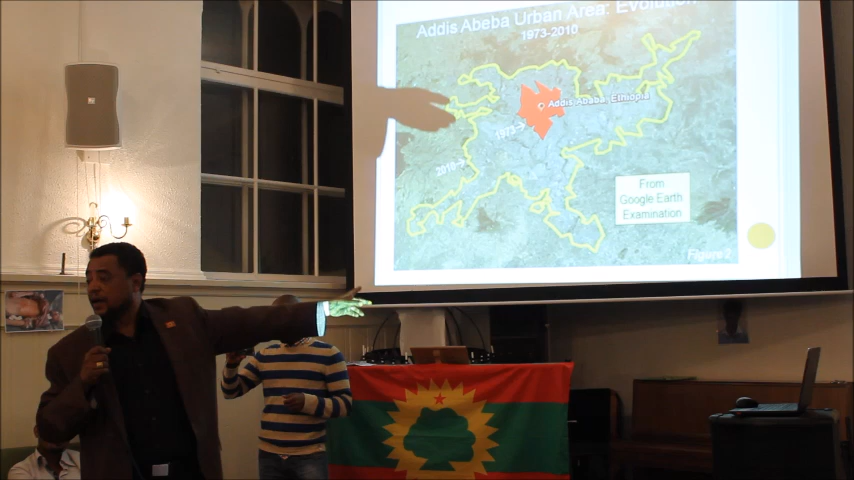 Addis Abeba Urban Area: Evolution
1973-2010
Addis Ababa, Ethiopia
1973→
2010→
From
Google Earth
Examination
Figure 2